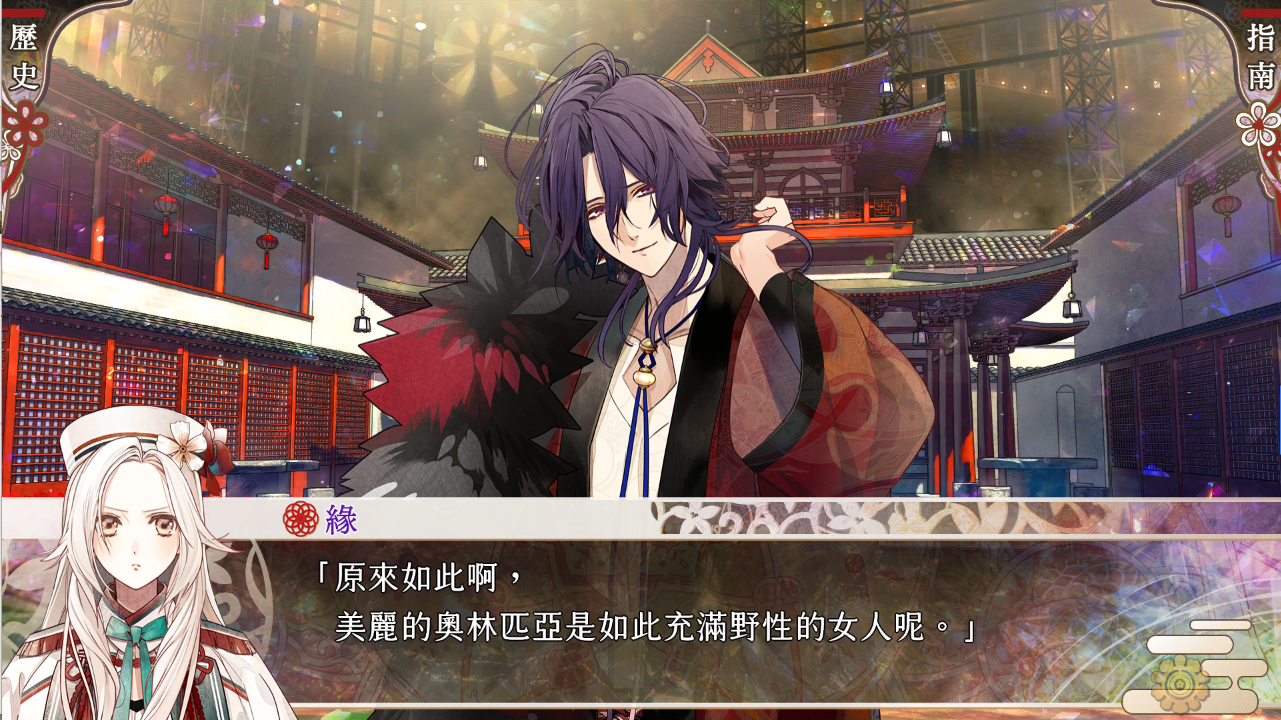 歷史
指南
緣
「原來如此啊，
美麗的奧林匹亞是如此充滿野性的女人呢。」